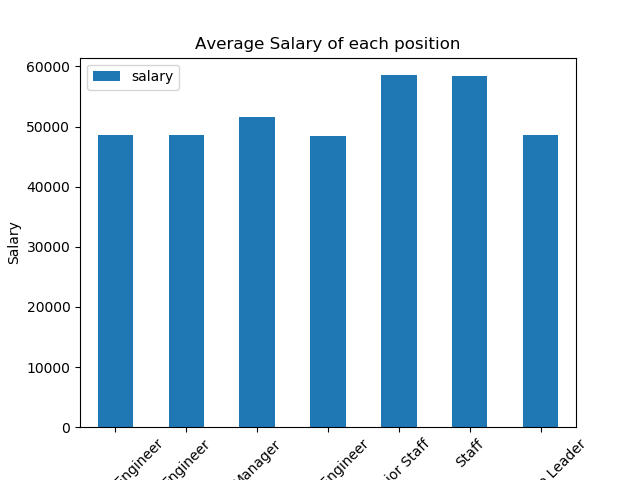 Average Salary of each position
salary
60000
50000
40000
30000
20000
10000
0
Salary
Engineer
Engineer
Manager
Engineer
Staff
Staff
Leader